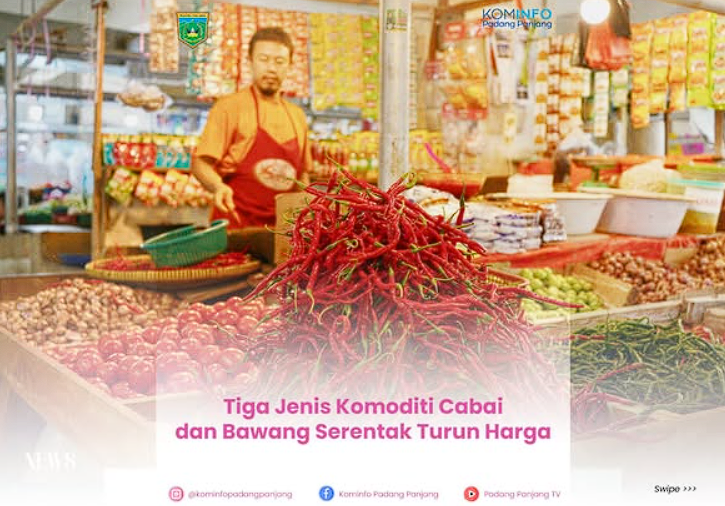 KOMINFO
Padang Panjang
Tiga Jenis Komoditi Cabai
dan Bawang Serentak Turun Harga
NEWS
@kominfopadangpanjang
Kominfo Padang Panjang
Padang Panjang TV
Swipe >>>